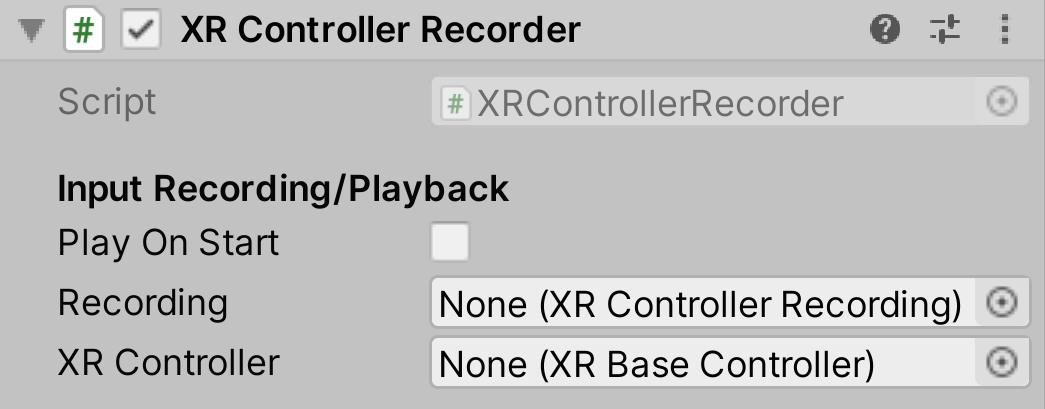 # XR Controller Recorder
Script # XRControllerRecorder
Input Recording/Playback
Play On Start
Recording None (XR Controller Recording)
XR Controller None (XR Base Controller)